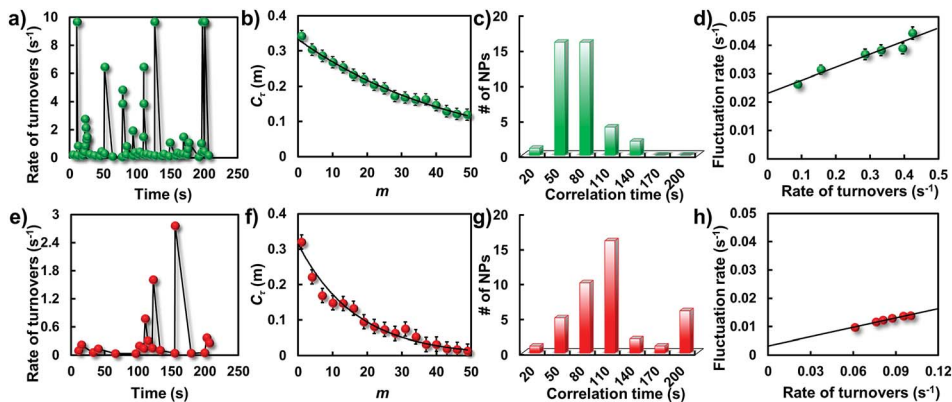 a)
Rate of turnovers (s⁻¹)
10
8
6
4
2
0
0 50 100 150 200 250
Time (s)
b)
Cτ (m)
0.4
0.3
0.2
0.1
0
0 10 20 30 40 50
m
c)
# of NPs
20
15
10
5
0
20 50 80 110 140 170 200
Correlation time (s)
d)
Fluctuation rate (s⁻¹)
0.05
0.04
0.03
0.02
0.01
0
0 0.1 0.2 0.3 0.4 0.5
Rate of turnovers (s⁻¹)
e)
Rate of turnovers (s⁻¹)
3
2.4
1.8
1.2
0.6
0
0 50 100 150 200 250
Time (s)
f)
Cτ (m)
0.4
0.3
0.2
0.1
0
0 10 20 30 40 50
m
g)
# of NPs
20
15
10
5
0
20 50 80 110 140 170 200
Correlation time (s)
h)
Fluctuation rate (s⁻¹)
0.05
0.04
0.03
0.02
0.01
0
0 0.02 0.04 0.06 0.08 0.1 0.12
Rate of turnovers (s⁻¹)